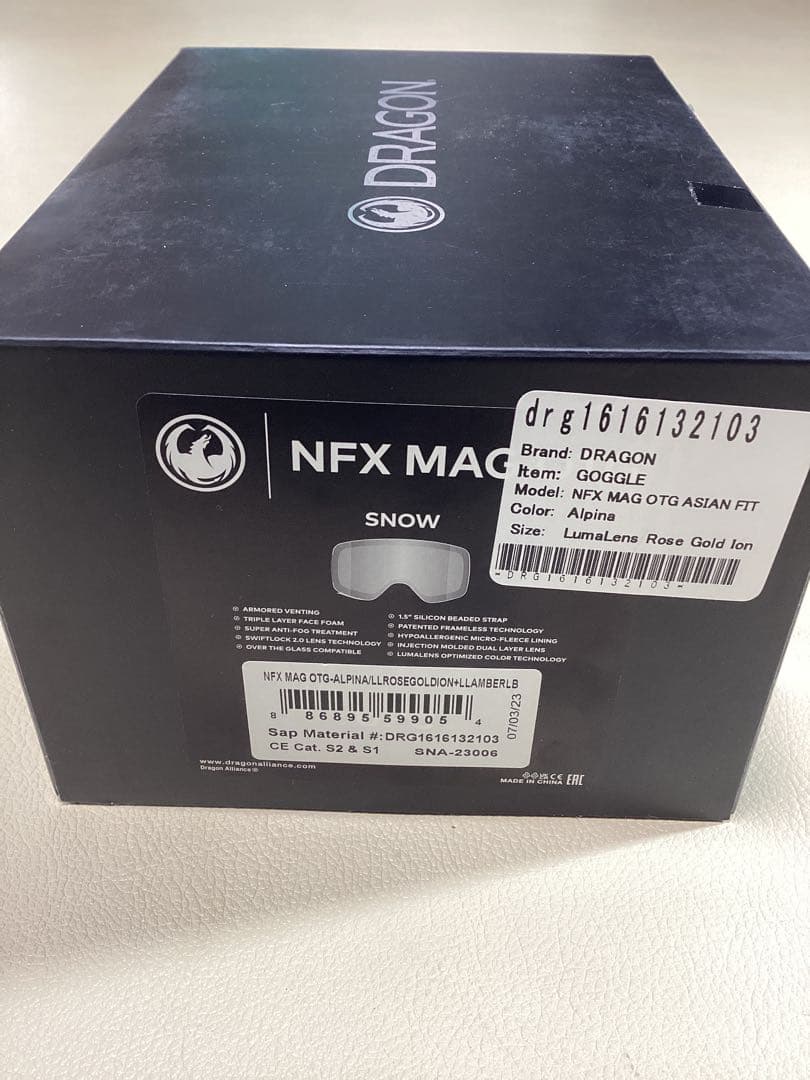 DRAGON
NFX MAG
SNOW
drg1616132103
Brand: DRAGON
Item: GOGGLE
Model: NFX MAG OTG ASIAN FIT
Color: Alpina
Size: LumaLens Rose Gold Ion
-DRG1616132103-
ARMORED VENTING
TRIPLE LAYER FACE FOAM
SUPER ANTI-FOG TREATMENT
SWIFTLOCK 2.0 LENS TECHNOLOGY
OVER THE GLASS COMPATIBLE
1.5" SILICON BEADED STRAP
PATENTED FRAMELESS TECHNOLOGY
HYPOALLERGENIC MICRO-FLEECE LINING
INJECTION MOLDED DUAL LAYER LENS
LUMALENS OPTIMIZED COLOR TECHNOLOGY
NFX MAG OTG-ALPINA/LLROSEGOLDION+LLAMBERLB
8 86895 59905 4
07/03/23
Sap Material #:DRG1616132103
CE Cat. S2 & S1 SNA-23006
www.dragonalliance.com
Dragon Alliance ®
CE EAC
MADE IN CHINA